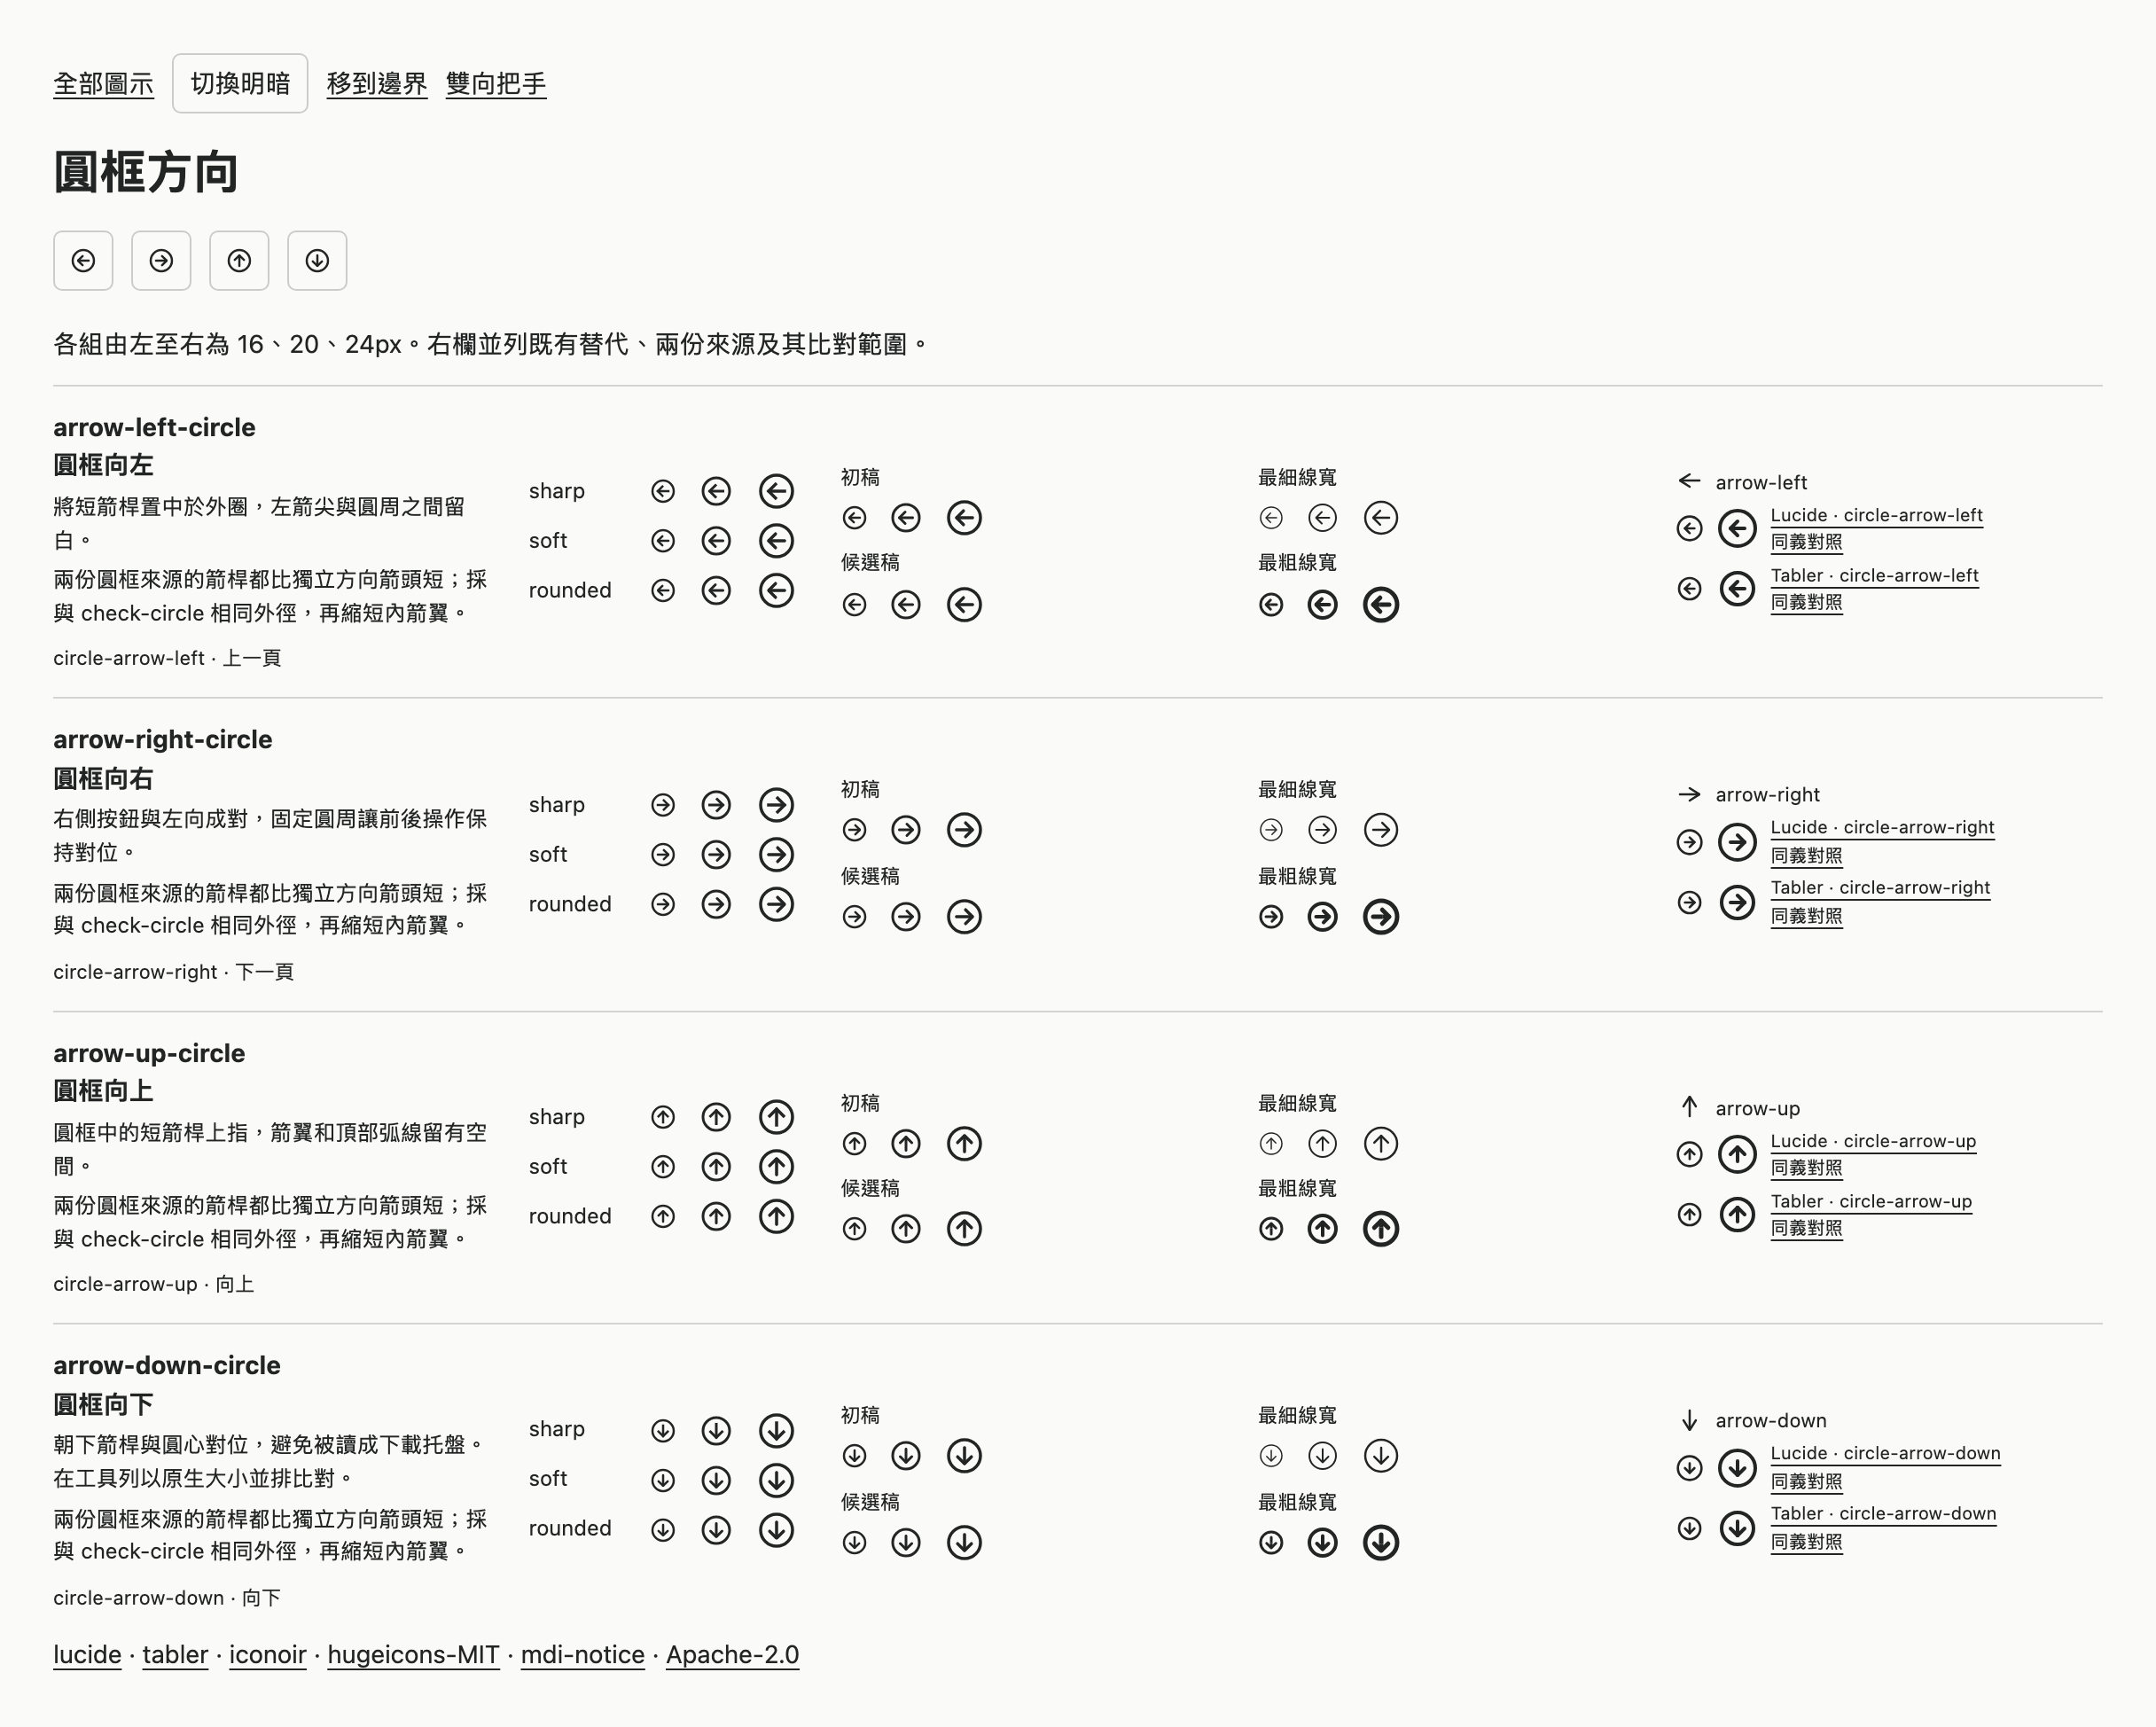 全部圖示 切換明暗 移到邊界 雙向把手
圓框方向
各組由左至右為 16、20、24px。右欄並列既有替代、兩份來源及其比對範圍。
arrow-left-circle
圓框向左
將短箭桿置中於外圈，左箭尖與圓周之間留
白。
兩份圓框來源的箭桿都比獨立方向箭頭短；採
與 check-circle 相同外徑，再縮短內箭翼。
circle-arrow-left · 上一頁
sharp
soft
rounded
初稿
候選稿
最細線寬
最粗線寬
arrow-left
Lucide · circle-arrow-left
同義對照
Tabler · circle-arrow-left
同義對照
arrow-right-circle
圓框向右
右側按鈕與左向成對，固定圓周讓前後操作保
持對位。
兩份圓框來源的箭桿都比獨立方向箭頭短；採
與 check-circle 相同外徑，再縮短內箭翼。
circle-arrow-right · 下一頁
sharp
soft
rounded
初稿
候選稿
最細線寬
最粗線寬
arrow-right
Lucide · circle-arrow-right
同義對照
Tabler · circle-arrow-right
同義對照
arrow-up-circle
圓框向上
圓框中的短箭桿上指，箭翼和頂部弧線留有空
間。
兩份圓框來源的箭桿都比獨立方向箭頭短；採
與 check-circle 相同外徑，再縮短內箭翼。
circle-arrow-up · 向上
sharp
soft
rounded
初稿
候選稿
最細線寬
最粗線寬
arrow-up
Lucide · circle-arrow-up
同義對照
Tabler · circle-arrow-up
同義對照
arrow-down-circle
圓框向下
朝下箭桿與圓心對位，避免被讀成下載托盤。
在工具列以原生大小並排比對。
兩份圓框來源的箭桿都比獨立方向箭頭短；採
與 check-circle 相同外徑，再縮短內箭翼。
circle-arrow-down · 向下
sharp
soft
rounded
初稿
候選稿
最細線寬
最粗線寬
arrow-down
Lucide · circle-arrow-down
同義對照
Tabler · circle-arrow-down
同義對照
lucide · tabler · iconoir · hugeicons-MIT · mdi-notice · Apache-2.0